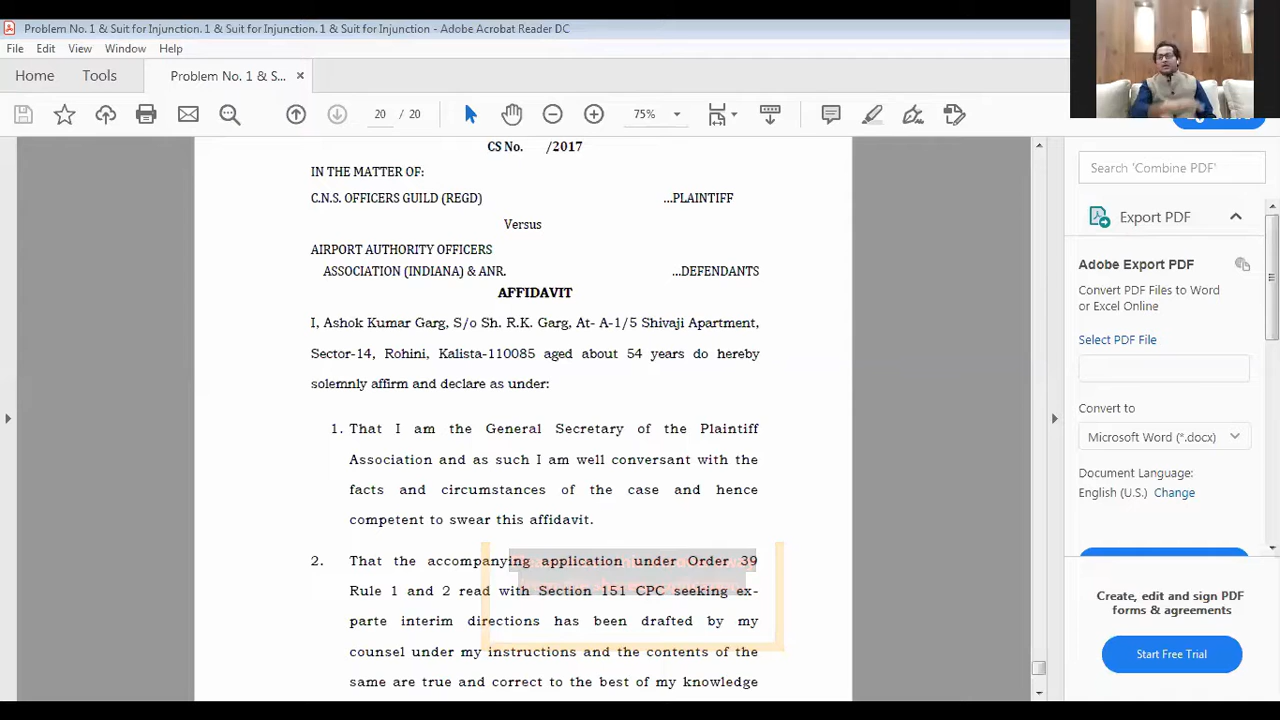 Problem No. 1 & Suit for Injunction. 1 & Suit for Injunction. 1 & Suit for Injunction - Adobe Acrobat Reader DC
File Edit View Window Help
Home Tools Problem No. 1 & S... ×
20 / 20 75%
CS No. /2017
IN THE MATTER OF:
C.N.S. OFFICERS GUILD (REGD) ...PLAINTIFF
Versus
AIRPORT AUTHORITY OFFICERS
ASSOCIATION (INDIANA) & ANR. ...DEFENDANTS
AFFIDAVIT
I, Ashok Kumar Garg, S/o Sh. R.K. Garg, At- A-1/5 Shivaji Apartment,
Sector-14, Rohini, Kalista-110085 aged about 54 years do hereby
solemnly affirm and declare as under:
1. That I am the General Secretary of the Plaintiff
Association and as such I am well conversant with the
facts and circumstances of the case and hence
competent to swear this affidavit.
2. That the accompanying application under Order 39
Rule 1 and 2 read with Section 151 CPC seeking ex-
parte interim directions has been drafted by my
counsel under my instructions and the contents of the
same are true and correct to the best of my knowledge
Search 'Combine PDF'
Export PDF
Adobe Export PDF
Convert PDF Files to Word
or Excel Online
Select PDF File
Convert to
Microsoft Word (*.docx)
Document Language:
English (U.S.) Change
Create, edit and sign PDF
forms & agreements
Start Free Trial